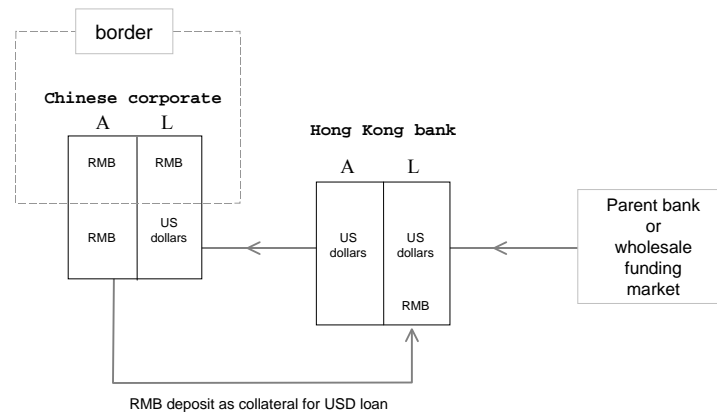 border
Chinese corporate
A L
RMB RMB
RMB
US
dollars
Hong Kong bank
A L
US
dollars
US
dollars
RMB
Parent bank
or
wholesale
funding
market
RMB deposit as collateral for USD loan